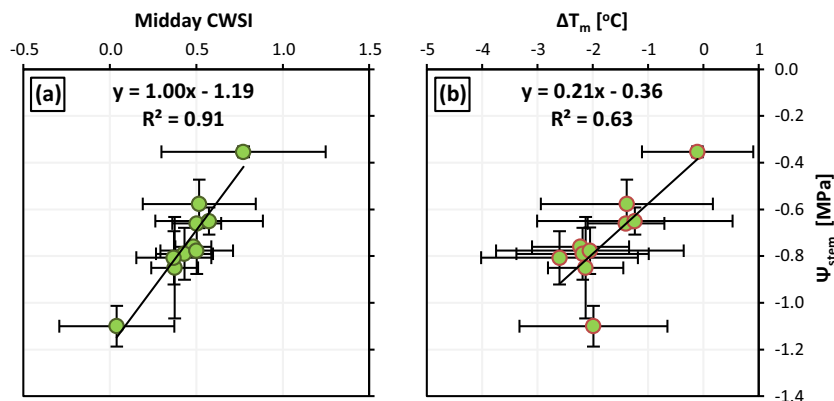 Midday CWSI
ΔTm [ºC]
-0.5 0.0 0.5 1.0 1.5
-5 -4 -3 -2 -1 0 1
(a)
y = 1.00x - 1.19
R² = 0.91
(b)
y = 0.21x - 0.36
R² = 0.63
0.0
-0.2
-0.4
-0.6
-0.8
-1.0
-1.2
-1.4
Ψstem [MPa]